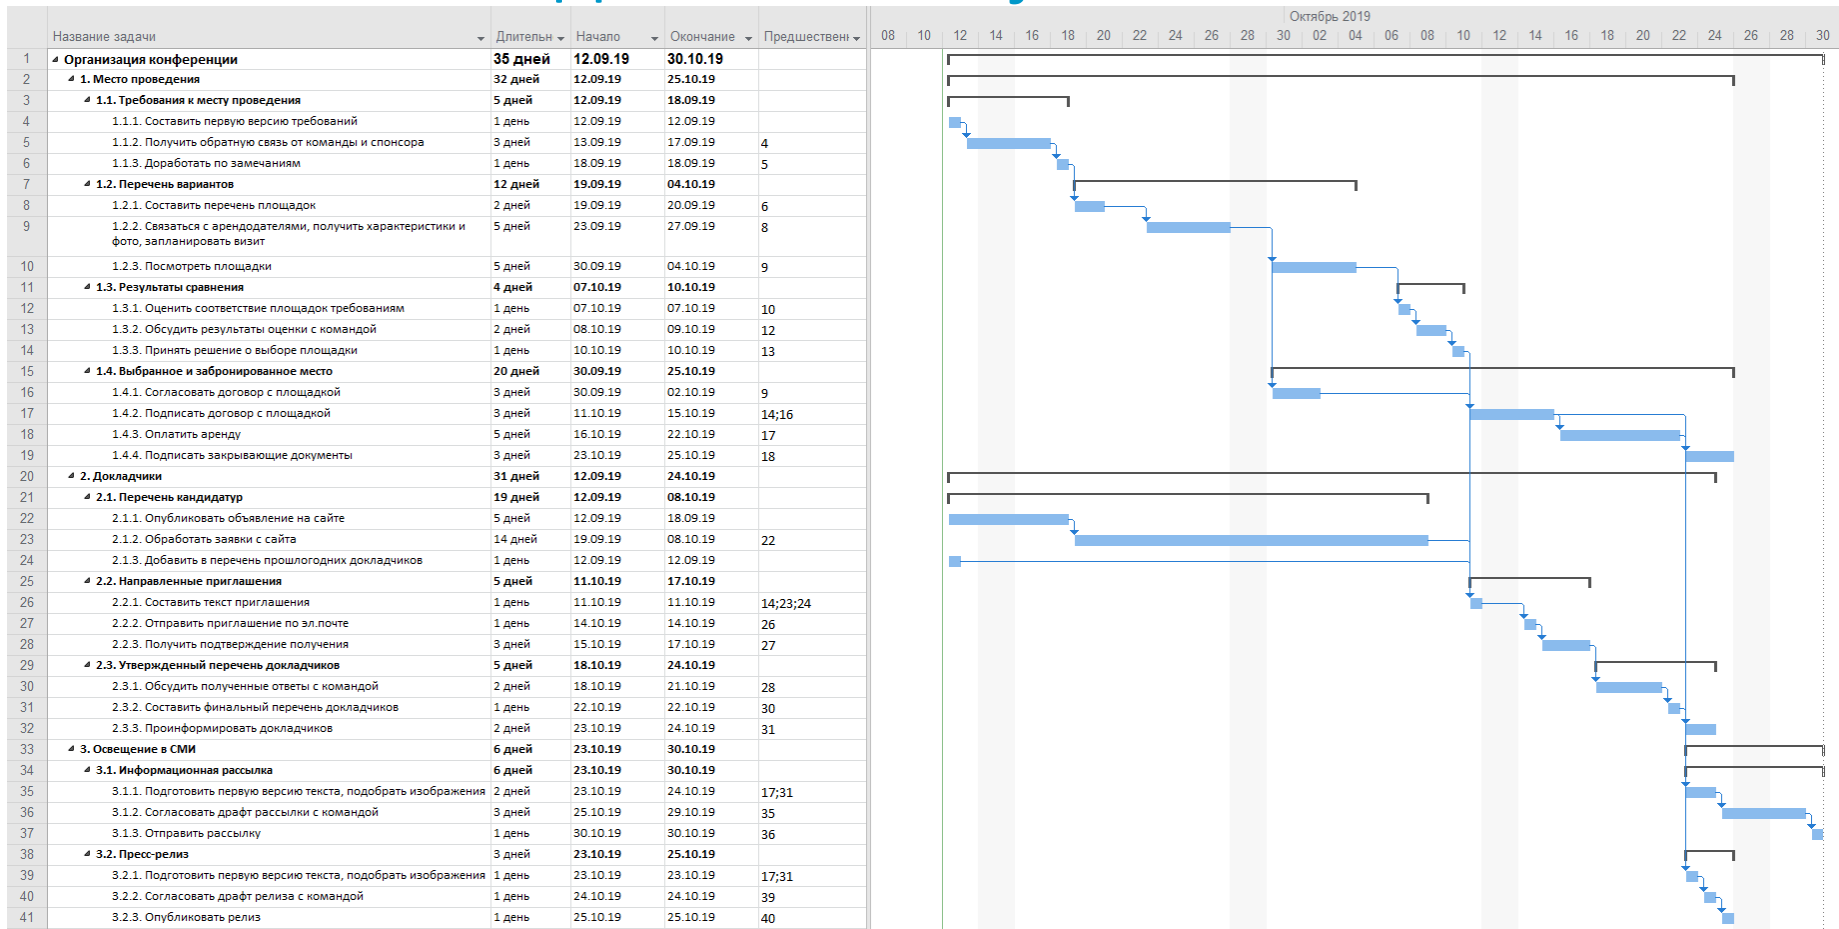 Октябрь 2019
Название задачи Длительн Начало Окончание Предшественн 08 10 12 14 16 18 20 22 24 26 28 30 02 04 06 08 10 12 14 16 18 20 22 24 26 28 30
1 Организация конференции 35 дней 12.09.19 30.10.19
2 1. Место проведения 32 дней 12.09.19 25.10.19
3 1.1. Требования к месту проведения 5 дней 12.09.19 18.09.19
4 1.1.1. Составить первую версию требований 1 день 12.09.19 12.09.19
5 1.1.2. Получить обратную связь от команды и спонсора 3 дней 13.09.19 17.09.19 4
6 1.1.3. Доработать по замечаниям 1 день 18.09.19 18.09.19 5
7 1.2. Перечень вариантов 12 дней 19.09.19 04.10.19
8 1.2.1. Составить перечень площадок 2 дней 19.09.19 20.09.19 6
9 1.2.2. Связаться с арендодателями, получить характеристики и 5 дней 23.09.19 27.09.19 8
фото, запланировать визит
10 1.2.3. Посмотреть площадки 5 дней 30.09.19 04.10.19 9
11 1.3. Результаты сравнения 4 дней 07.10.19 10.10.19
12 1.3.1. Оценить соответствие площадок требованиям 1 день 07.10.19 07.10.19 10
13 1.3.2. Обсудить результаты оценки с командой 2 дней 08.10.19 09.10.19 12
14 1.3.3. Принять решение о выборе площадки 1 день 10.10.19 10.10.19 13
15 1.4. Выбранное и забронированное место 20 дней 30.09.19 25.10.19
16 1.4.1. Согласовать договор с площадкой 3 дней 30.09.19 02.10.19 9
17 1.4.2. Подписать договор с площадкой 3 дней 11.10.19 15.10.19 14;16
18 1.4.3. Оплатить аренду 5 дней 16.10.19 22.10.19 17
19 1.4.4. Подписать закрывающие документы 3 дней 23.10.19 25.10.19 18
20 2. Докладчики 31 дней 12.09.19 24.10.19
21 2.1. Перечень кандидатур 19 дней 12.09.19 08.10.19
22 2.1.1. Опубликовать объявление на сайте 5 дней 12.09.19 18.09.19
23 2.1.2. Обработать заявки с сайта 14 дней 19.09.19 08.10.19 22
24 2.1.3. Добавить в перечень прошлогодних докладчиков 1 день 12.09.19 12.09.19
25 2.2. Направленные приглашения 5 дней 11.10.19 17.10.19
26 2.2.1. Составить текст приглашения 1 день 11.10.19 11.10.19 14;23;24
27 2.2.2. Отправить приглашение по эл.почте 1 день 14.10.19 14.10.19 26
28 2.2.3. Получить подтверждение получения 3 дней 15.10.19 17.10.19 27
29 2.3. Утвержденный перечень докладчиков 5 дней 18.10.19 24.10.19
30 2.3.1. Обсудить полученные ответы с командой 2 дней 18.10.19 21.10.19 28
31 2.3.2. Составить финальный перечень докладчиков 1 день 22.10.19 22.10.19 30
32 2.3.3. Проинформировать докладчиков 2 дней 23.10.19 24.10.19 31
33 3. Освещение в СМИ 6 дней 23.10.19 30.10.19
34 3.1. Информационная рассылка 6 дней 23.10.19 30.10.19
35 3.1.1. Подготовить первую версию текста, подобрать изображения 2 дней 23.10.19 24.10.19 17;31
36 3.1.2. Согласовать драфт рассылки с командой 3 дней 25.10.19 29.10.19 35
37 3.1.3. Отправить рассылку 1 день 30.10.19 30.10.19 36
38 3.2. Пресс-релиз 3 дней 23.10.19 25.10.19
39 3.2.1. Подготовить первую версию текста, подобрать изображения 1 день 23.10.19 23.10.19 17;31
40 3.2.2. Согласовать драфт релиза с командой 1 день 24.10.19 24.10.19 39
41 3.2.3. Опубликовать релиз 1 день 25.10.19 25.10.19 40